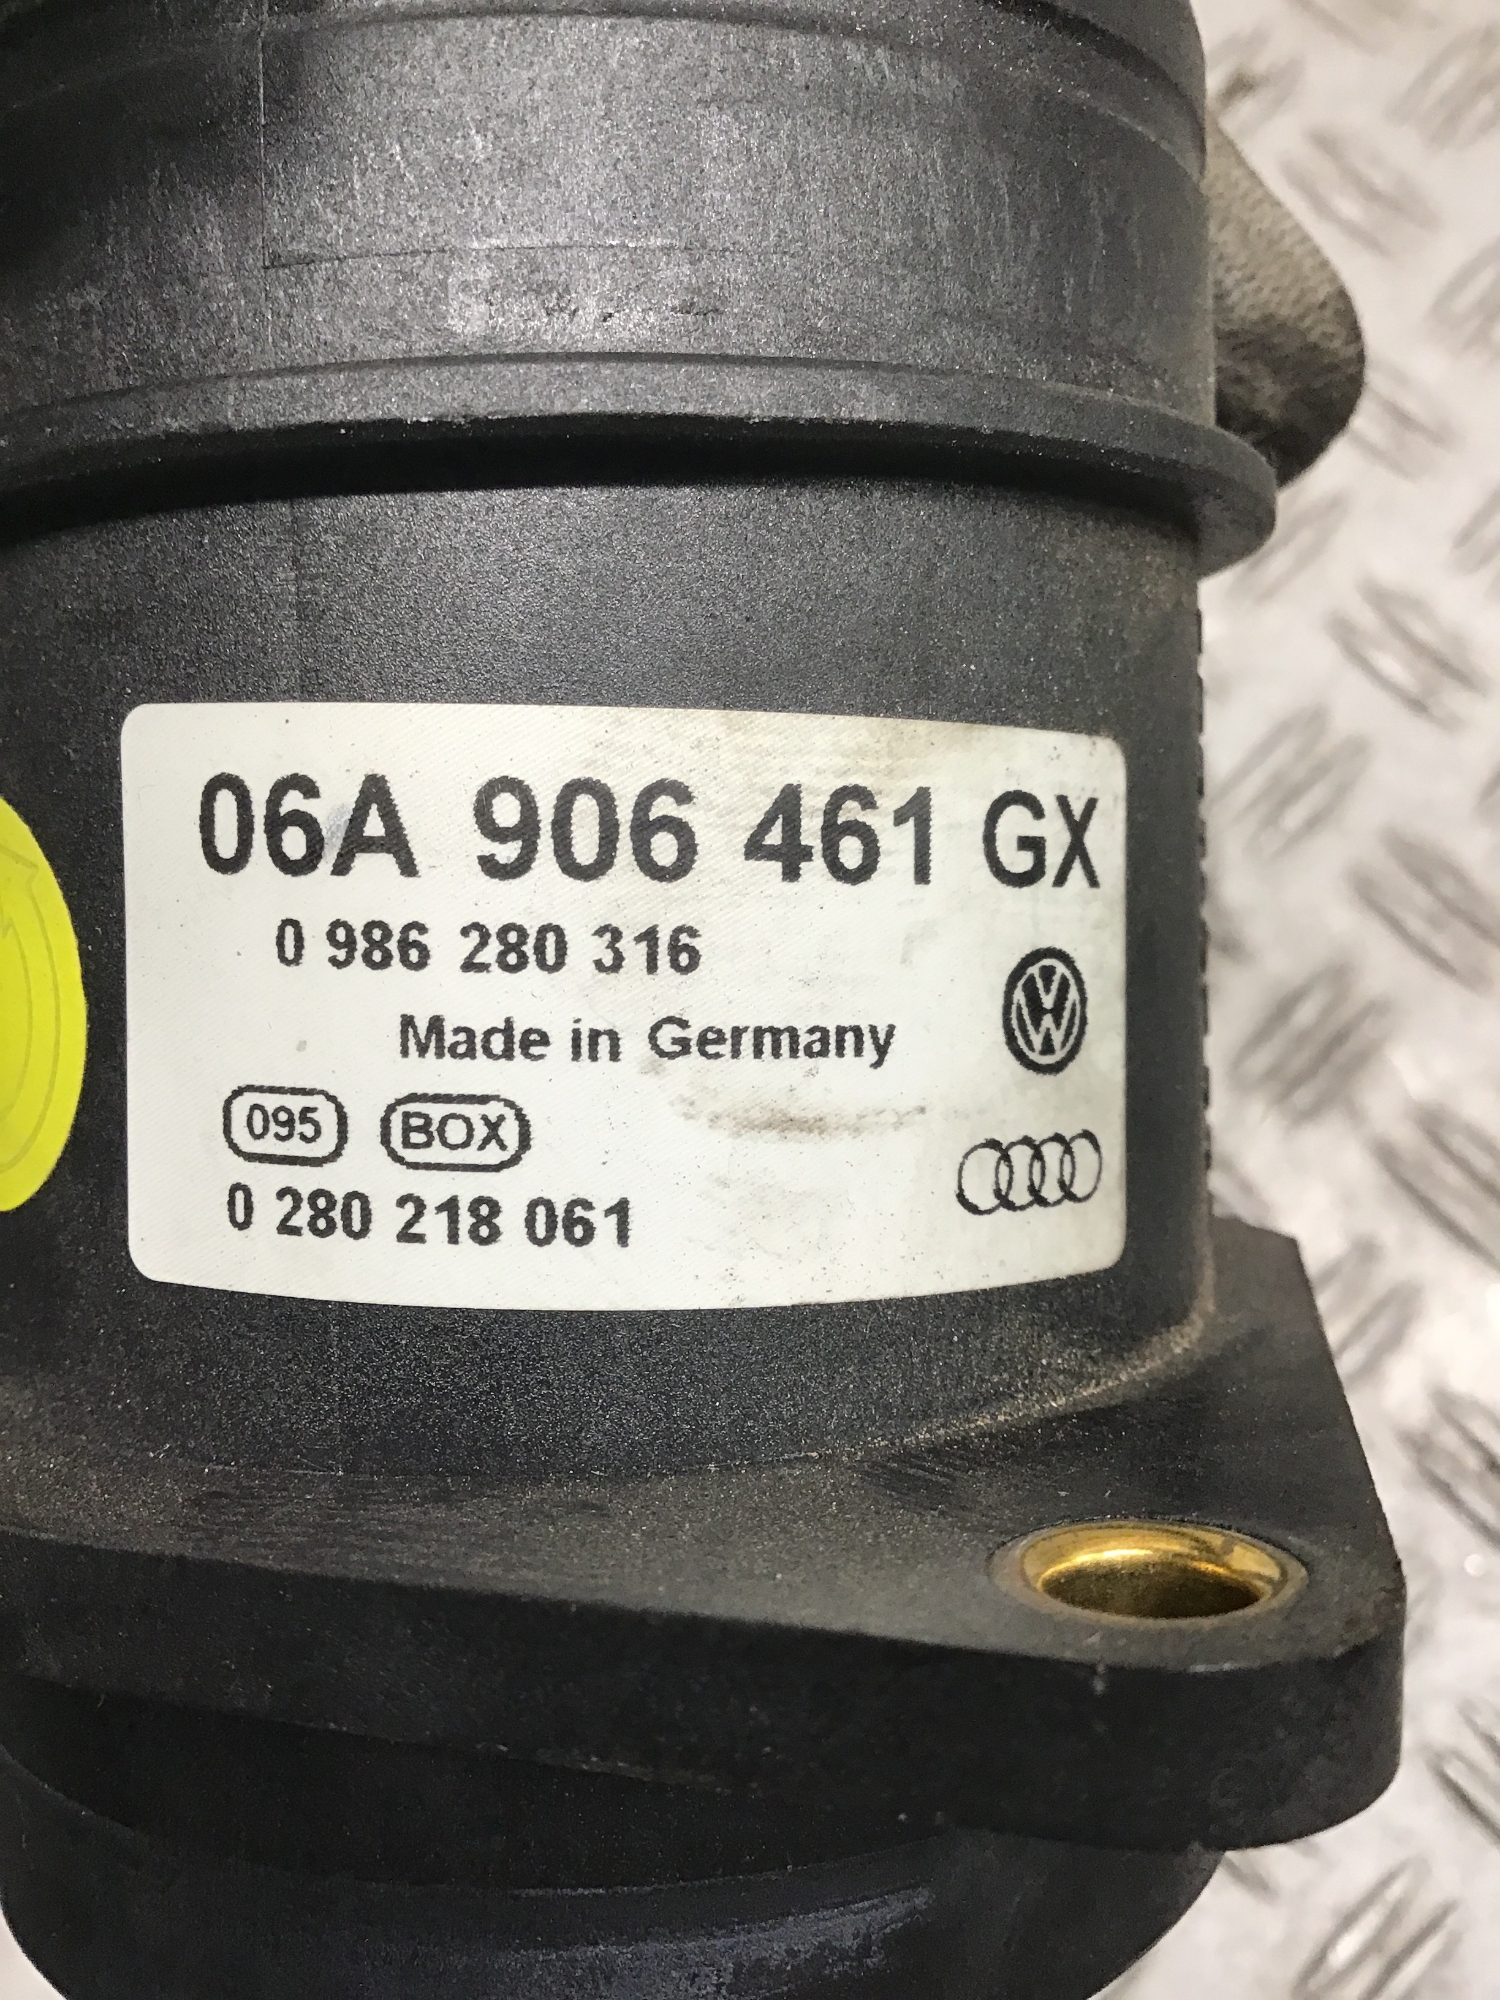 06A 906 461 GX
0 986 280 316
Made in Germany
095 BOX
0 280 218 061